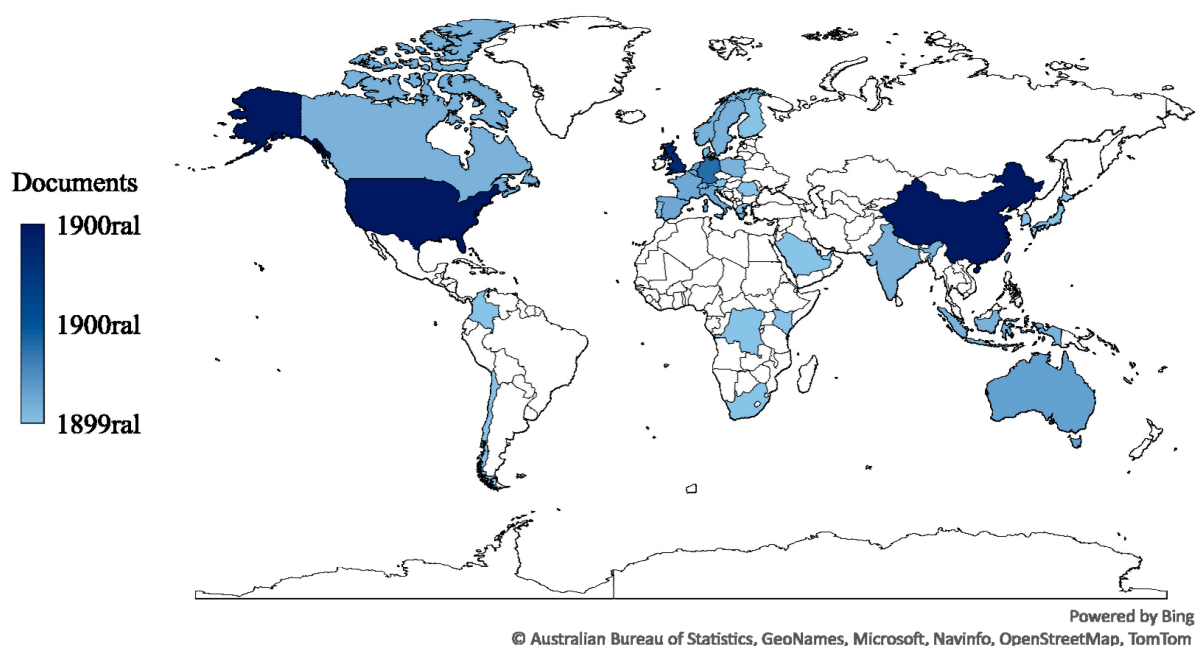 Documents
1900ral
1900ral
1899ral
Powered by Bing
© Australian Bureau of Statistics, GeoNames, Microsoft, Navinfo, OpenStreetMap, TomTom